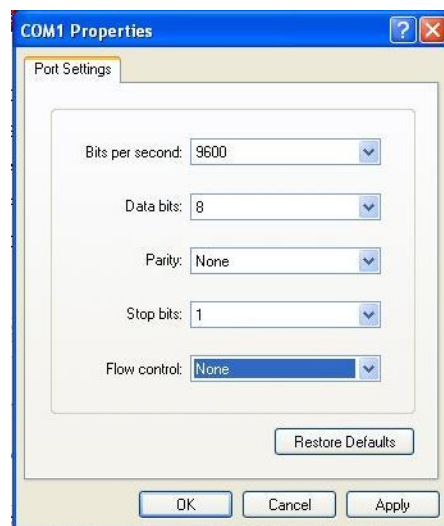 COM1 Properties
Port Settings
Bits per second: 9600
Data bits: 8
Parity: None
Stop bits: 1
Flow control: None
Restore Defaults
OK Cancel Apply